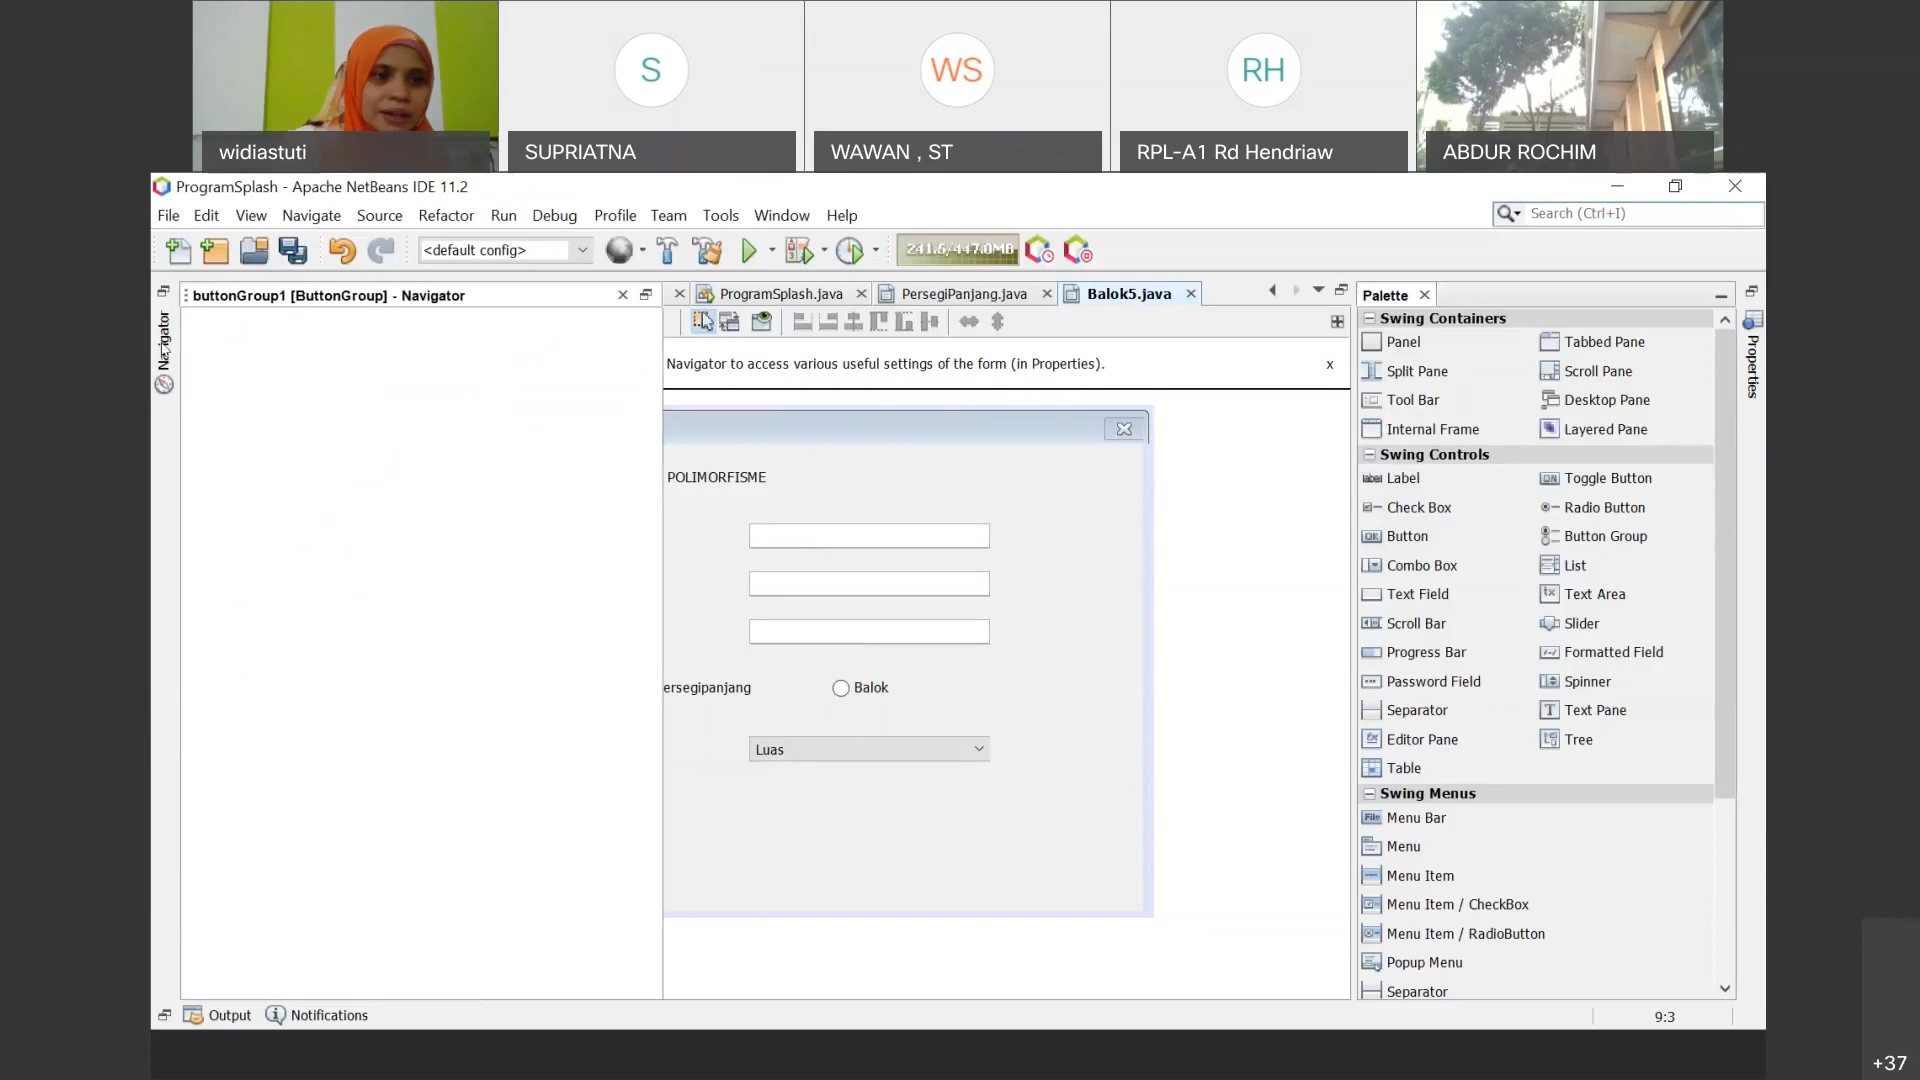 S
WS
RH
widiastuti
SUPRIATNA
WAWAN , ST
RPL-A1 Rd Hendriaw
ABDUR ROCHIM
ProgramSplash - Apache NetBeans IDE 11.2
File Edit View Navigate Source Refactor Run Debug Profile Team Tools Window Help
Search (Ctrl+I)
<default config>
241.6/447.0MB
buttonGroup1 [ButtonGroup] - Navigator
ProgramSplash.java
PersegiPanjang.java
Balok5.java
Palette
Navigator
Properties
Navigator to access various useful settings of the form (in Properties). x
POLIMORFISME
ersegipanjang
Balok
Luas
Swing Containers
Panel Tabbed Pane
Split Pane Scroll Pane
Tool Bar Desktop Pane
Internal Frame Layered Pane
Swing Controls
Label Toggle Button
Check Box Radio Button
Button Button Group
Combo Box List
Text Field Text Area
Scroll Bar Slider
Progress Bar Formatted Field
Password Field Spinner
Separator Text Pane
Editor Pane Tree
Table
Swing Menus
Menu Bar
Menu
Menu Item
Menu Item / CheckBox
Menu Item / RadioButton
Popup Menu
Separator
Output Notifications
9:3
+37